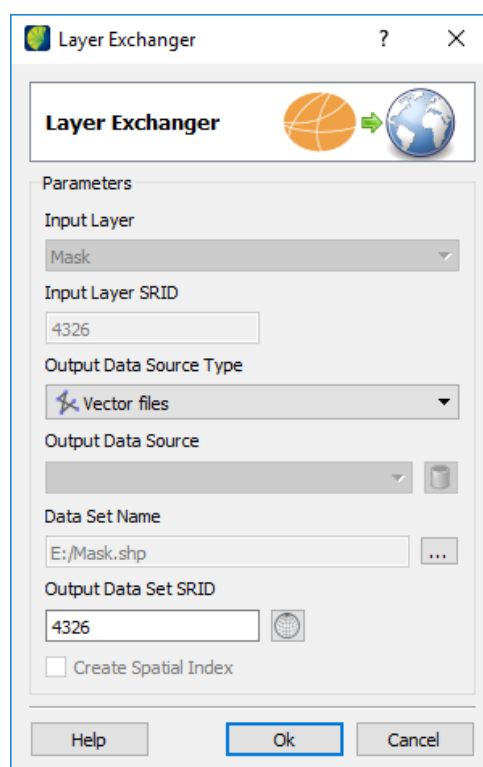 Layer Exchanger ?
Layer Exchanger
Parameters
Input Layer
Mask
Input Layer SRID
4326
Output Data Source Type
Vector files
Output Data Source
Data Set Name
E:/Mask.shp ...
Output Data Set SRID
4326
Create Spatial Index
Help Ok Cancel